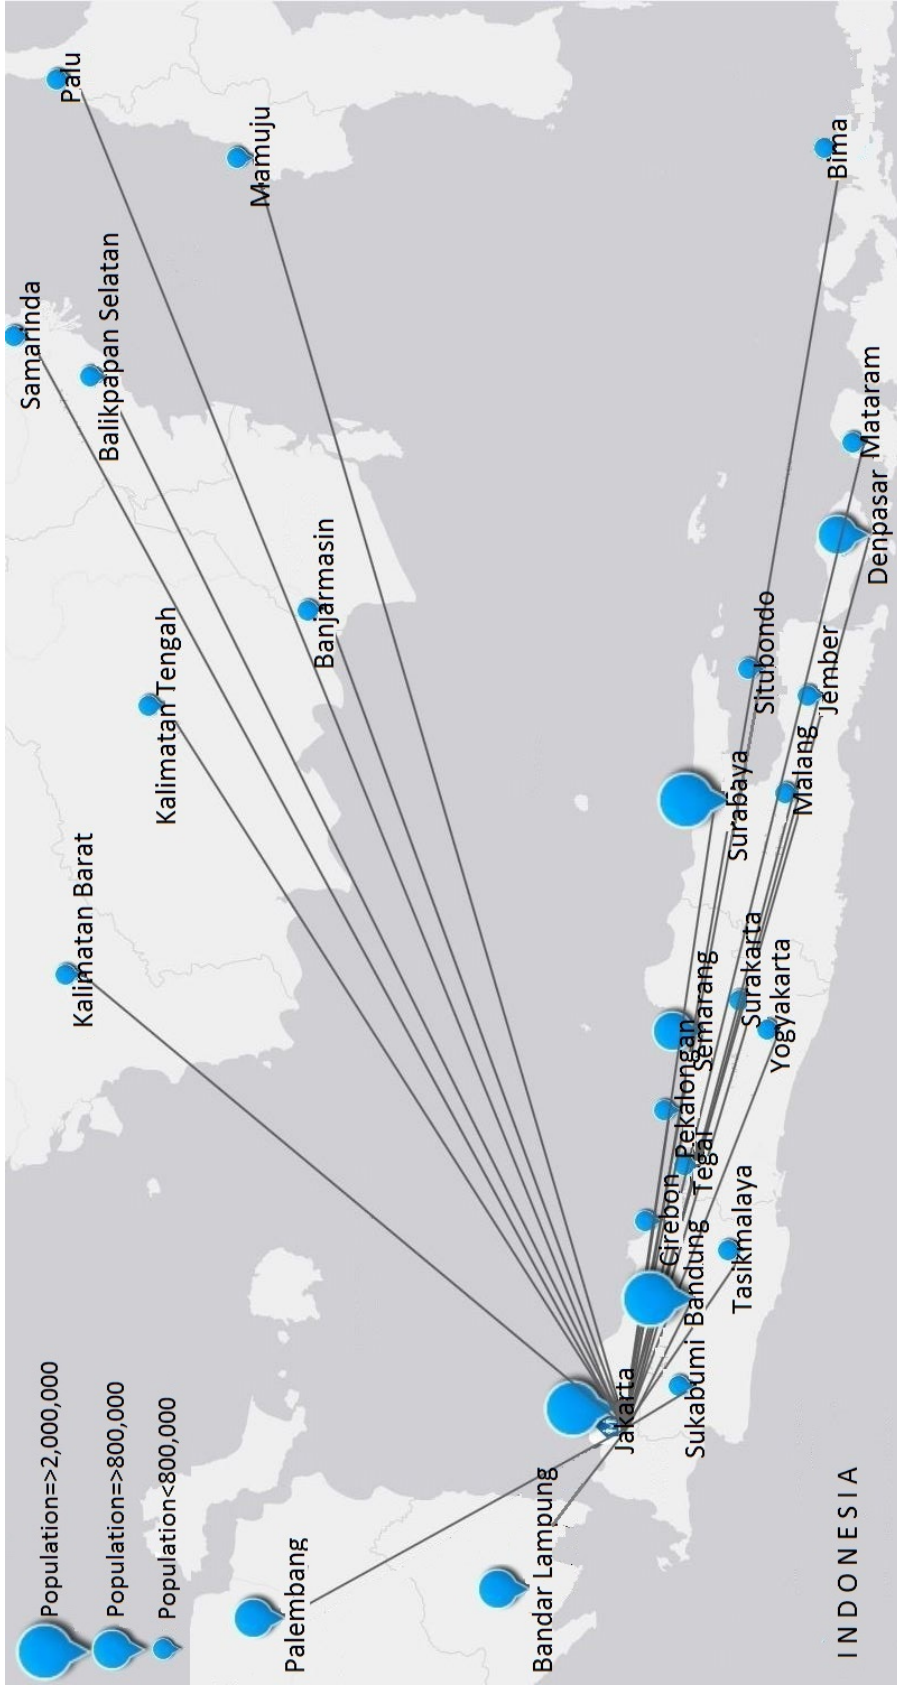 Population=>2,000,000
Population=>800,000
Population<800,000
Samarinda
Palu
Kalimatan Barat
Balikpapan Selatan
Kalimatan Tengah
Mamuju
Palembang
Banjarmasin
Bandar Lampung
Jakarta
Cirebon
Pekalongan
Semarang
Sukabumi
Bandung
Tegal
Surabaya
Tasikmalaya
Surakarta
Situbondo
Yogyakarta
Malang
Jember
Bima
Mataram
Denpasar
INDONESIA